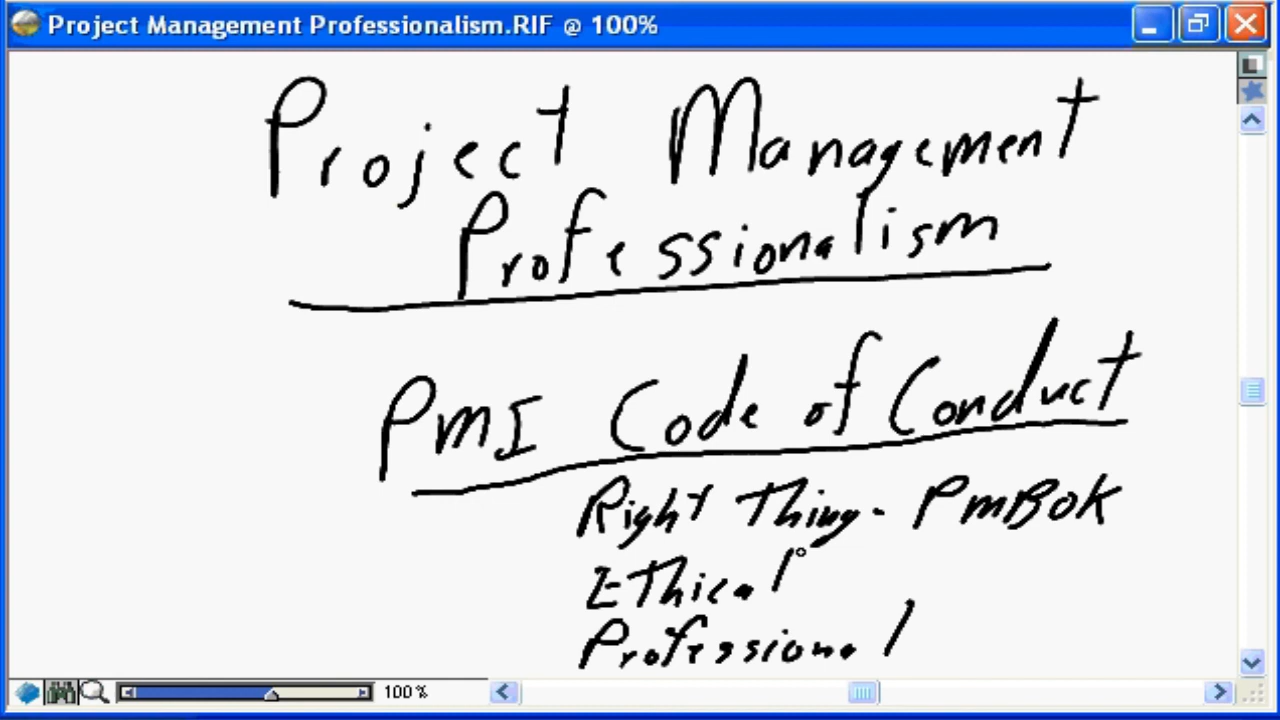 Project Management Professionalism.RIF @ 100%
Project Management
Professionalism
PMI Code of Conduct
Right Thing - PMBOK
Ethical
Professional
100%